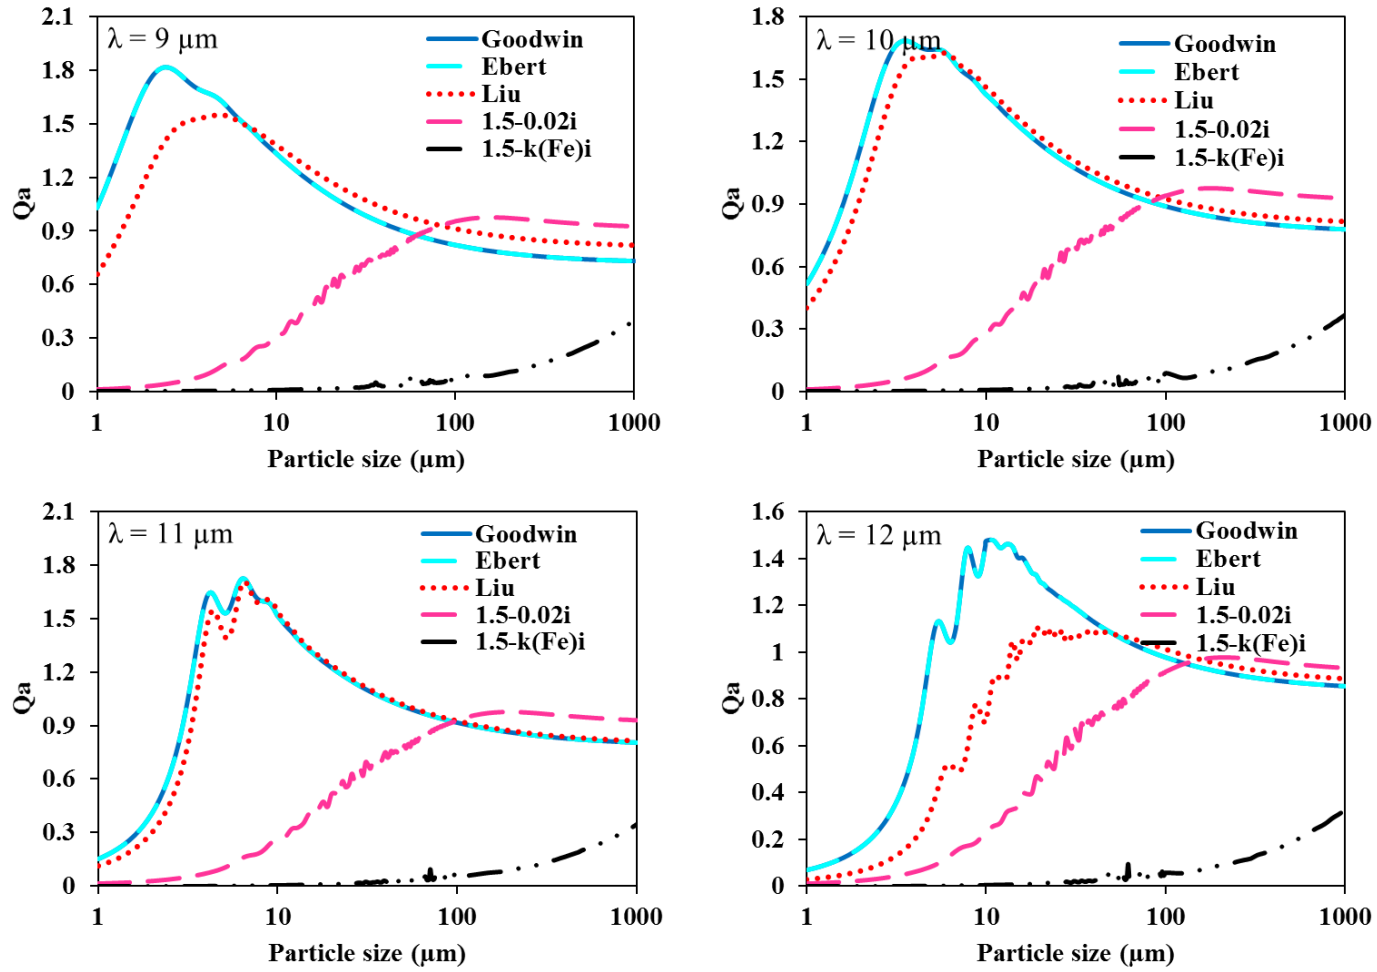 2.1
1.8
1.5
1.2
0.9
0.6
0.3
0
Qa
λ = 9 µm
Goodwin
Ebert
Liu
1.5-0.02i
1.5-k(Fe)i
1 10 100 1000
Particle size (µm)
1.8
1.5
1.2
0.9
0.6
0.3
0
Qa
λ = 10 µm
Goodwin
Ebert
Liu
1.5-0.02i
1.5-k(Fe)i
1 10 100 1000
Particle size (µm)
2.1
1.8
1.5
1.2
0.9
0.6
0.3
0
Qa
λ = 11 µm
Goodwin
Ebert
Liu
1.5-0.02i
1.5-k(Fe)i
1 10 100 1000
Particle size (µm)
1.6
1.4
1.2
1
0.8
0.6
0.4
0.2
0
Qa
λ = 12 µm
Goodwin
Ebert
Liu
1.5-0.02i
1.5-k(Fe)i
1 10 100 1000
Particle size (µm)